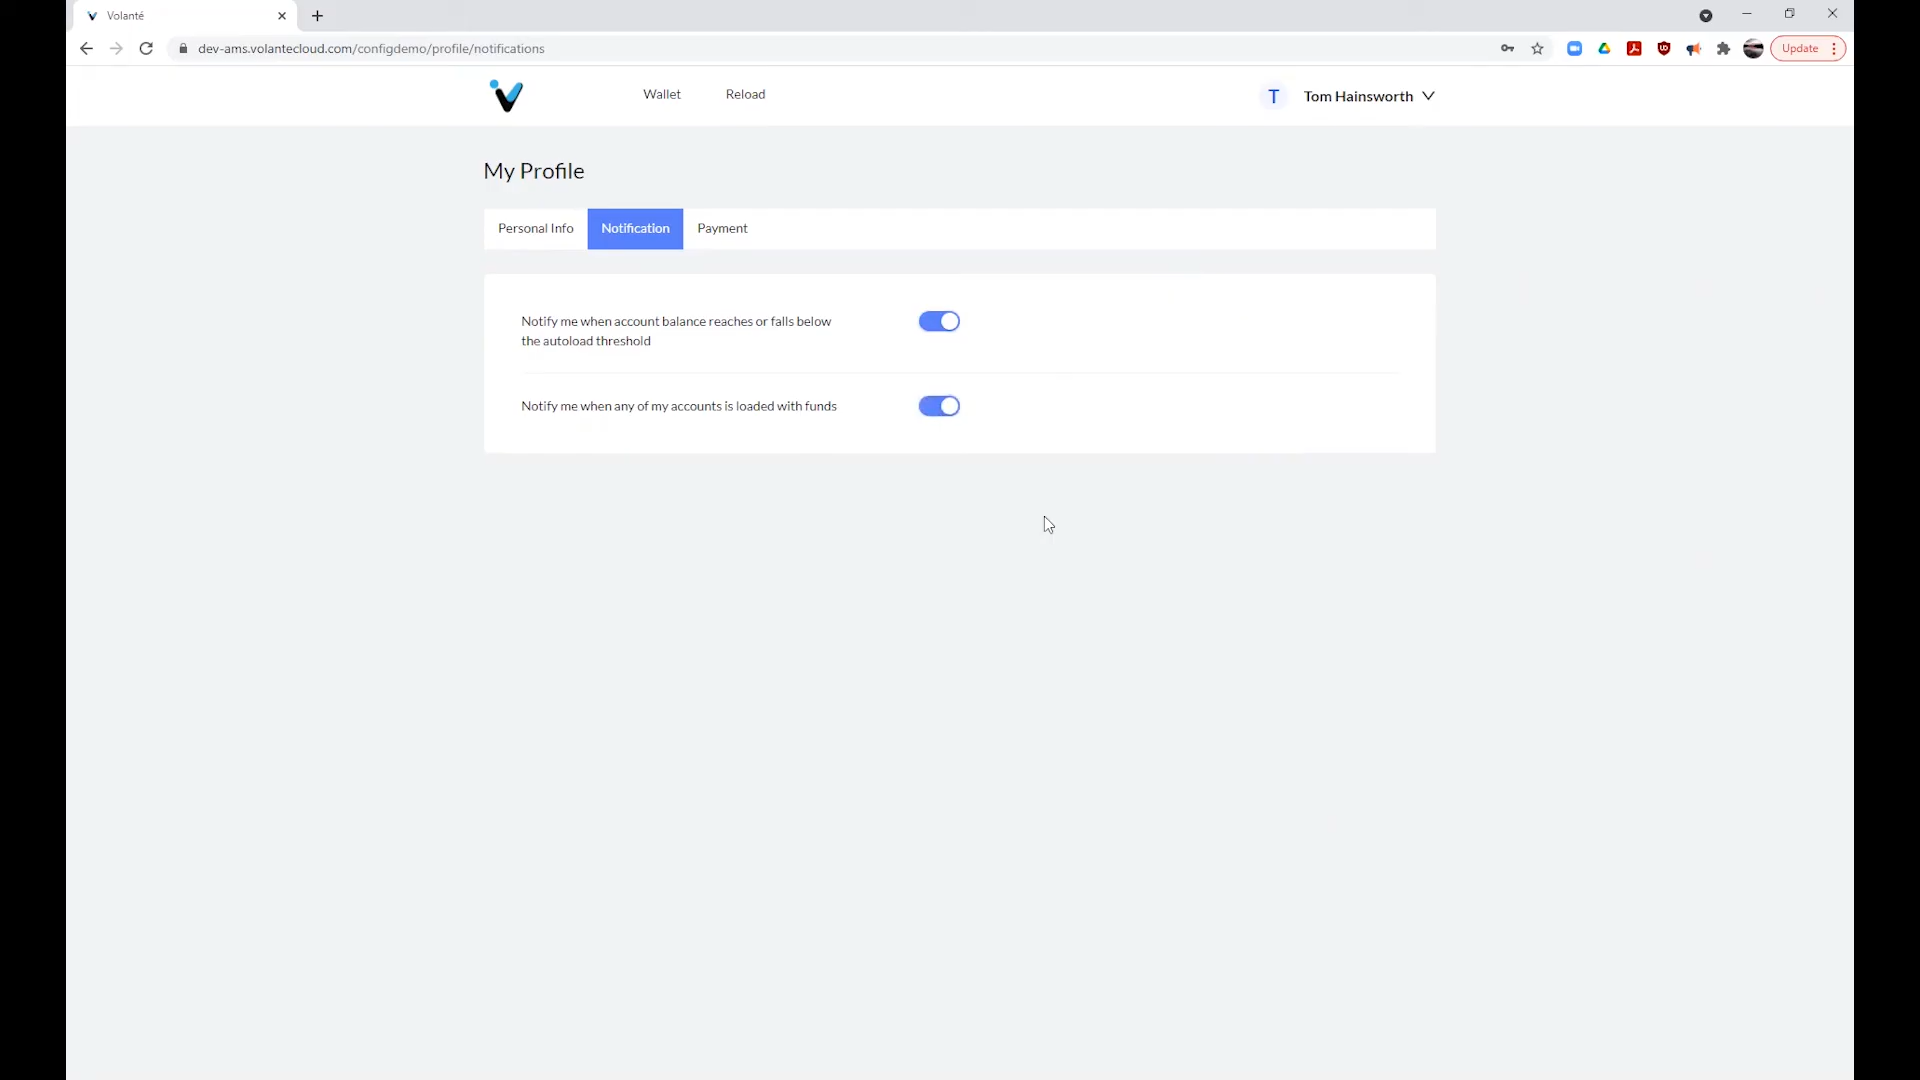 Volanté
dev-ams.volantecloud.com/configdemo/profile/notifications
Update
Wallet
Reload
T
Tom Hainsworth
My Profile
Personal Info
Notification
Payment
Notify me when account balance reaches or falls below
the autoload threshold
Notify me when any of my accounts is loaded with funds